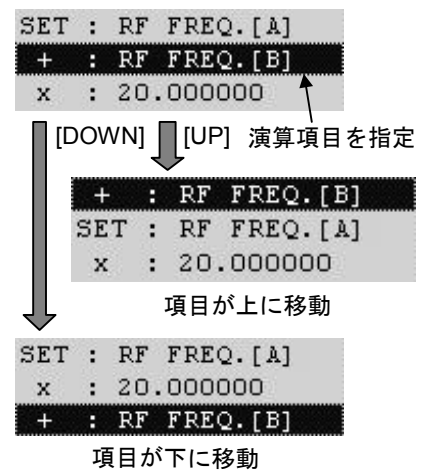 SET : RF FREQ.[A]
+ : RF FREQ.[B]
x : 20.000000
[DOWN] [UP] 演算項目を指定
+ : RF FREQ.[B]
SET : RF FREQ.[A]
x : 20.000000
項目が上に移動
SET : RF FREQ.[A]
x : 20.000000
+ : RF FREQ.[B]
項目が下に移動